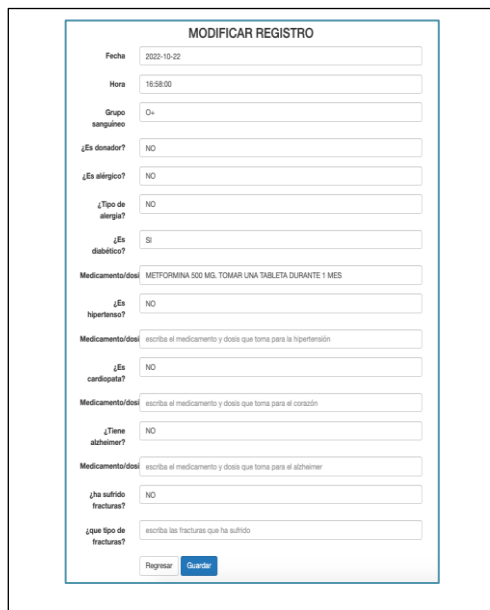 MODIFICAR REGISTRO
Fecha 2022-10-22
Hora 16:58:00
Grupo sanguíneo O+
¿Es donador? NO
¿Es alérgico? NO
¿Tipo de alergia? NO
¿Es diabético? SI
Medicamento/dosi METFORMINA 500 MG. TOMAR UNA TABLETA DURANTE 1 MES
¿Es hipertenso? NO
Medicamento/dosi escriba el medicamento y dosis que toma para la hipertensión
¿Es cardiopata? NO
Medicamento/dosi escriba el medicamento y dosis que toma para el corazón
¿Tiene alzheimer? NO
Medicamento/dosi escriba el medicamento y dosis que toma para el alzheimer
¿ha sufrido fracturas? NO
¿que tipo de fracturas? escriba las fracturas que ha sufrido
Regresar Guardar